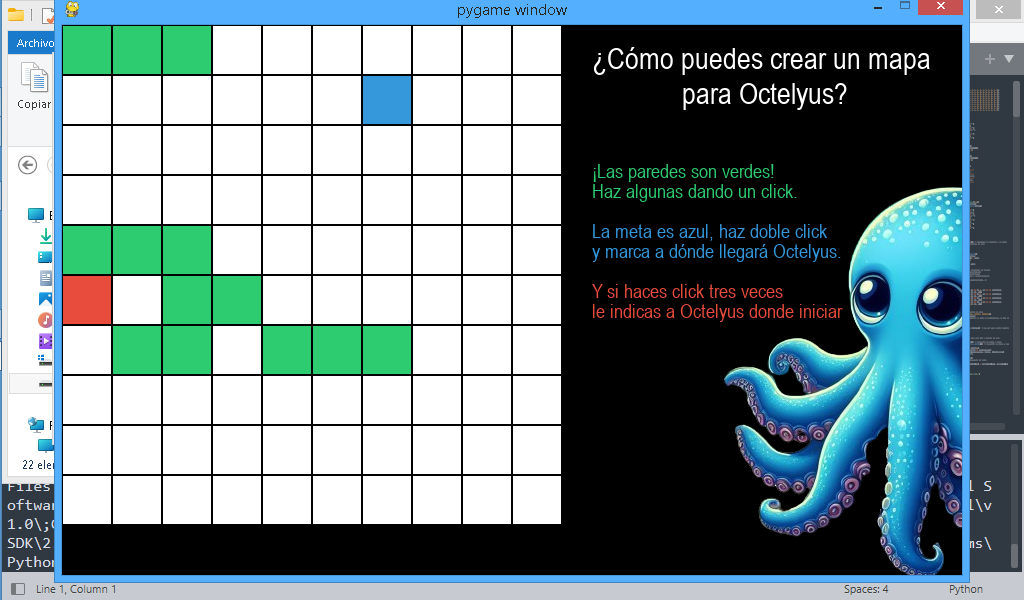 pygame window
Archivo
Copiar
¿Cómo puedes crear un mapa
para Octelyus?
¡Las paredes son verdes!
Haz algunas dando un click.
La meta es azul, haz doble click
y marca a dónde llegará Octelyus.
Y si haces click tres veces
le indicas a Octelyus donde iniciar
22 eler
Files
l S
oftwar
l\v
1.0\;
SDK\2
ms\
Python
Line 1, Column 1
Spaces: 4
Python